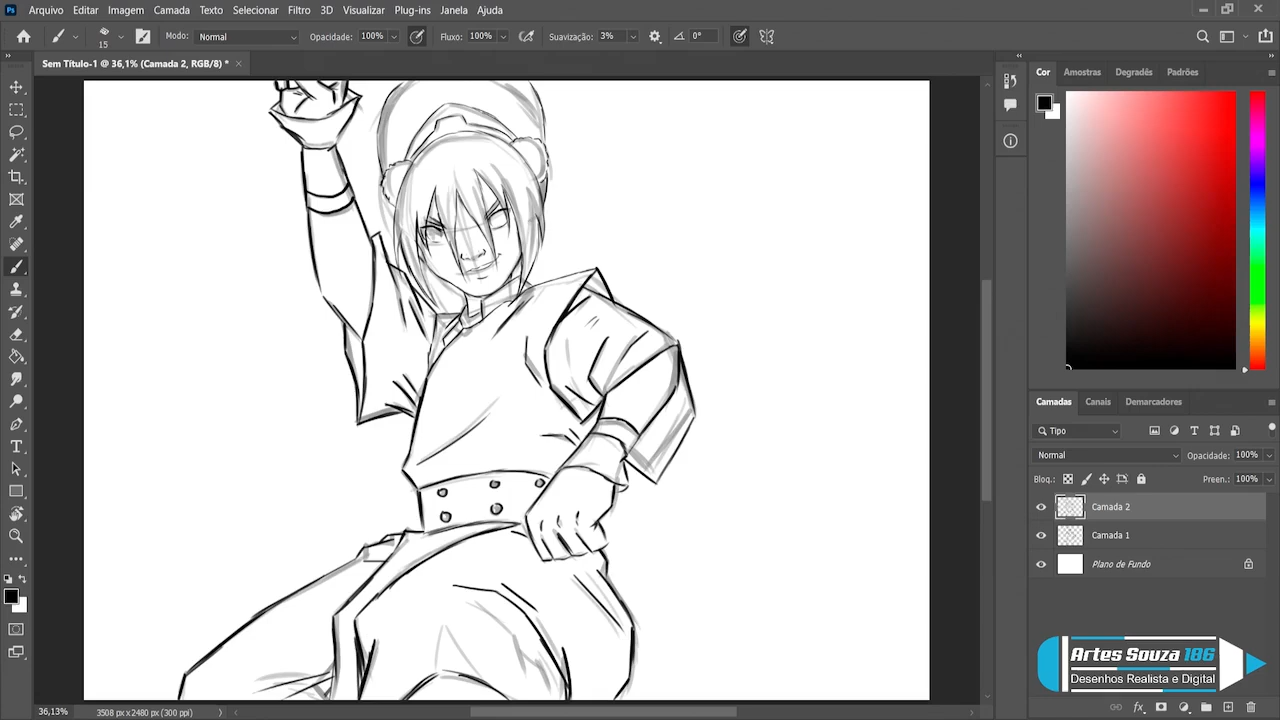 Ps Arquivo Editar Imagem Camada Texto Selecionar Filtro 3D Visualizar Plug-ins Janela Ajuda
15 Modo: Normal Opacidade: 100% Fluxo: 100% Suavização: 3% 0°
Sem Título-1 @ 36,1% (Camada 2, RGB/8) *
Cor Amostras Degradês Padrões
Camadas Canais Demarcadores
Tipo
Normal Opacidade: 100%
Bloq.: Preen.: 100%
Camada 2
Camada 1
Plano de Fundo
Artes Souza 186
Desenhos Realista e Digital
36,13% 3508 px x 2480 px (300 ppi)